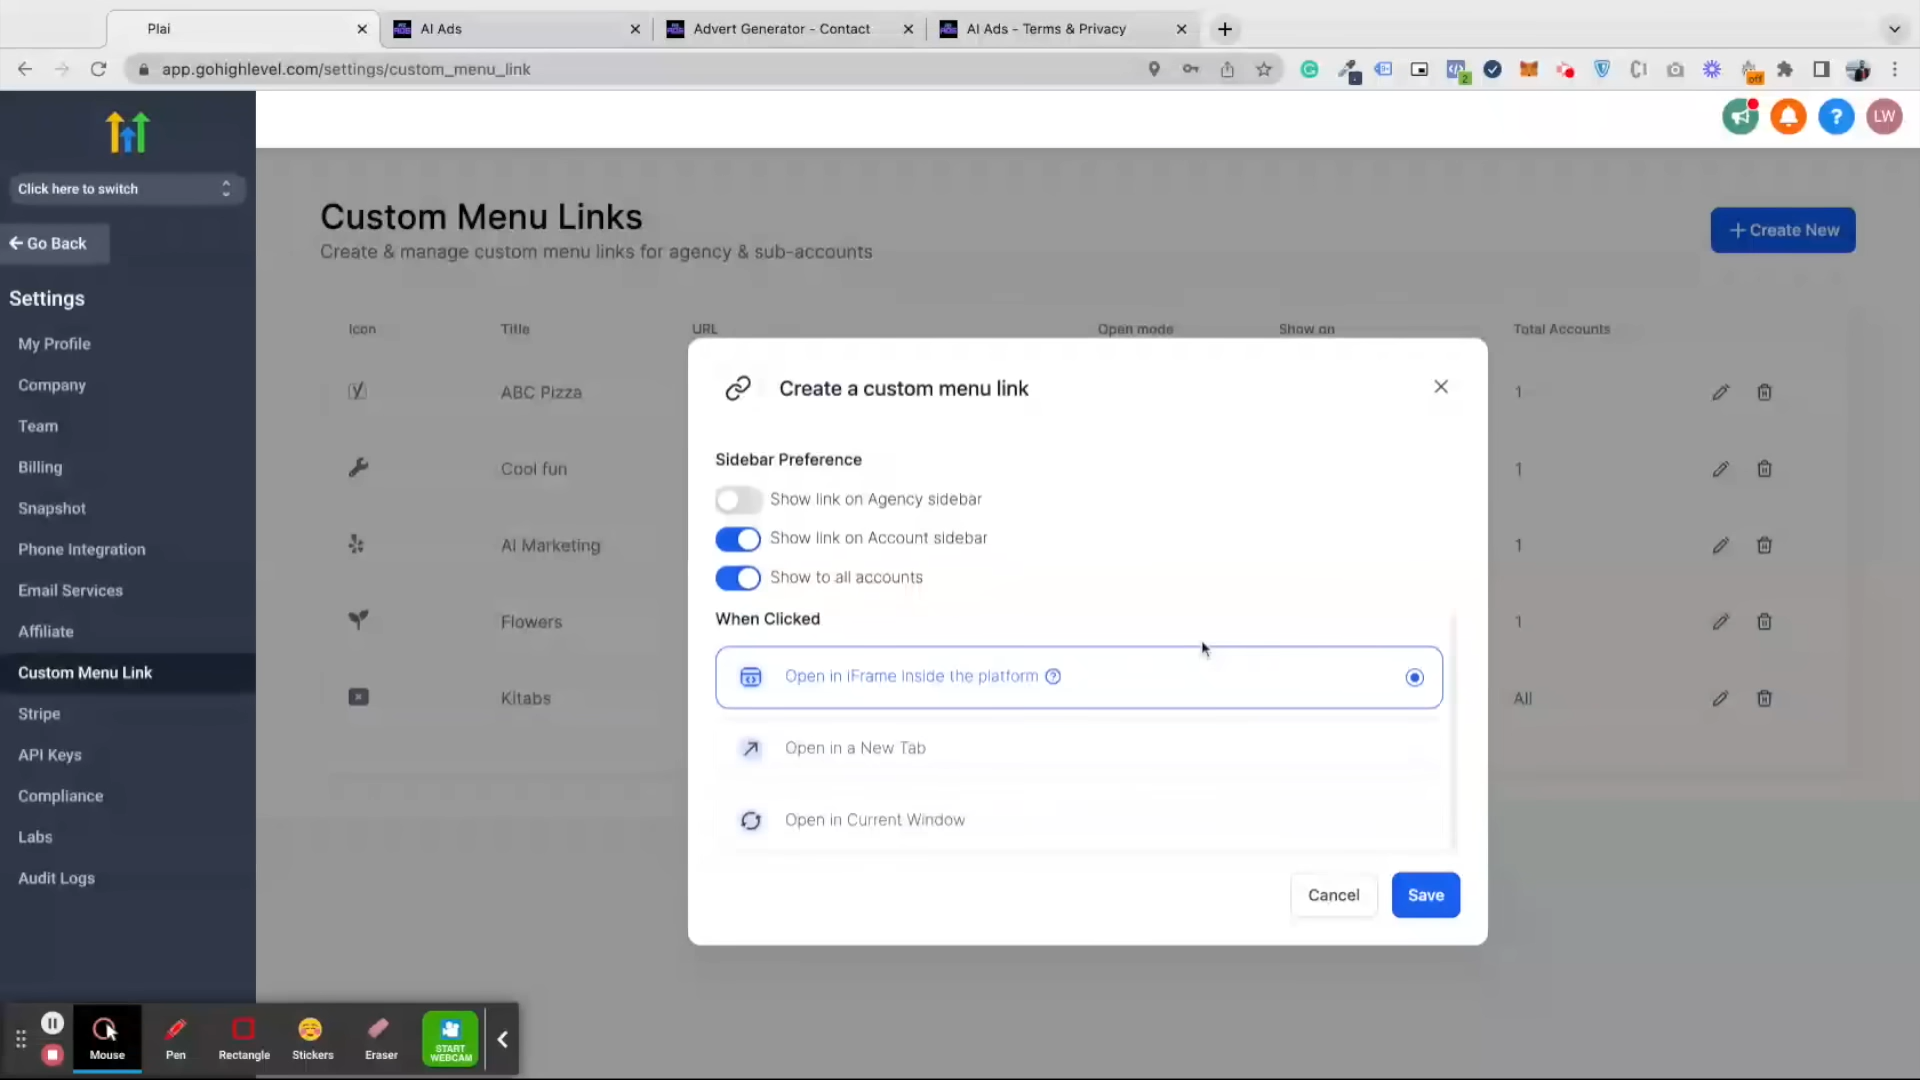 Plai
AI Ads
Advert Generator - Contact
AI Ads - Terms & Privacy
app.gohighlevel.com/settings/custom_menu_link
2
off
LW
Click here to switch
Go Back
Settings
My Profile
Company
Team
Billing
Snapshot
Phone Integration
Email Services
Affiliate
Custom Menu Link
Stripe
API Keys
Compliance
Labs
Audit Logs
Custom Menu Links
Create & manage custom menu links for agency & sub-accounts
+ Create New
Icon Title URL Open mode Show on Total Accounts
ABC Pizza 1
Cool fun 1
AI Marketing 1
Flowers 1
Kitabs All
Create a custom menu link
Sidebar Preference
Show link on Agency sidebar
Show link on Account sidebar
Show to all accounts
When Clicked
Open in iFrame Inside the platform
Open in a New Tab
Open in Current Window
Cancel
Save
Mouse
Pen
Rectangle
Stickers
Eraser
START
WEBCAM